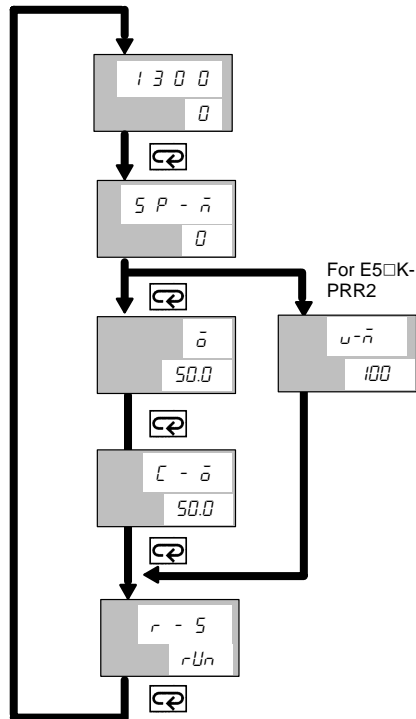 1300
0
SP-m̄
0
For E5□K-
PRR2
ō
50.0
u-m̄
100
C-ō
50.0
r-S
rUn